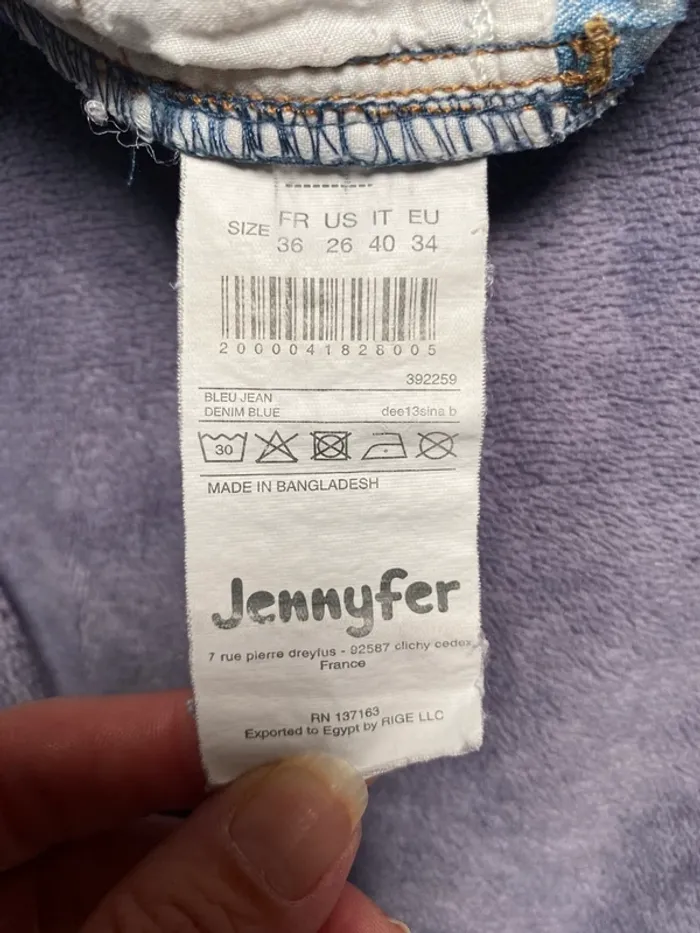 SIZE FR US IT EU
36 26 40 34
2000041828005
392259
BLEU JEAN
DENIM BLUE dee13sina b
30
MADE IN BANGLADESH
Jennyfer
7 rue pierre dreyfus - 92587 clichy cedex
France
RN 137163
Exported to Egypt by RIGE LLC